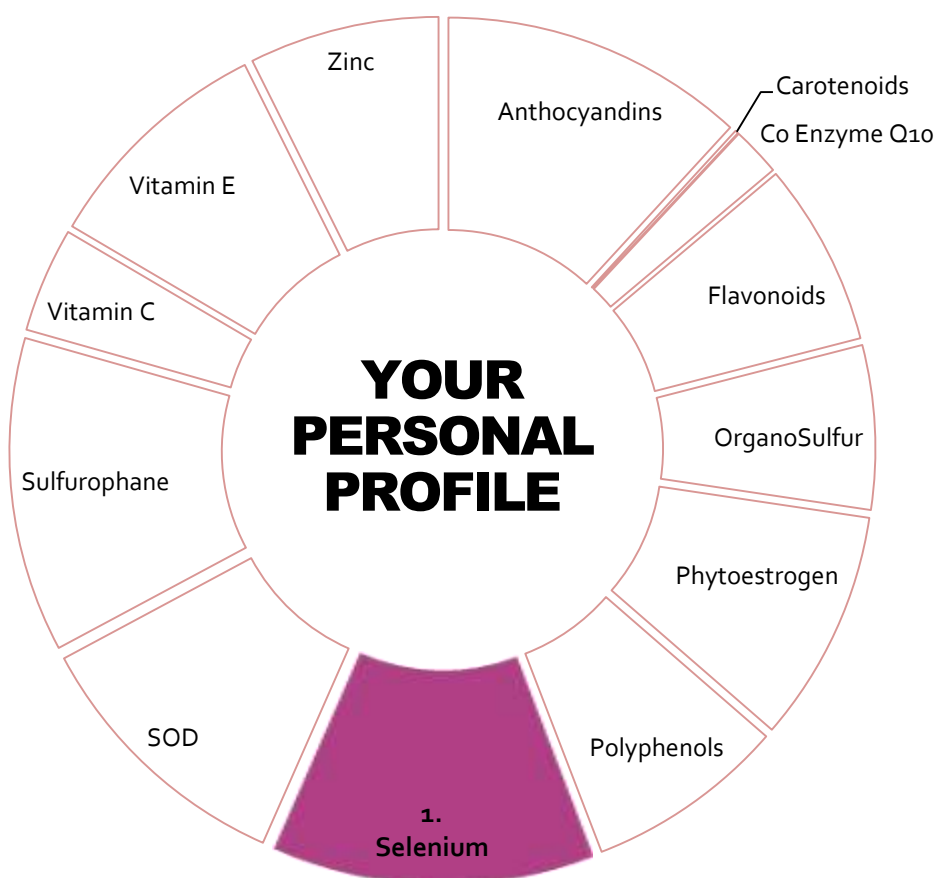 Zinc
Anthocyandins
Carotenoids
Co Enzyme Q10
Vitamin E
Flavonoids
Vitamin C
YOUR
PERSONAL
PROFILE
OrganoSulfur
Sulfurophane
Phytoestrogen
SOD
Polyphenols
1.
Selenium